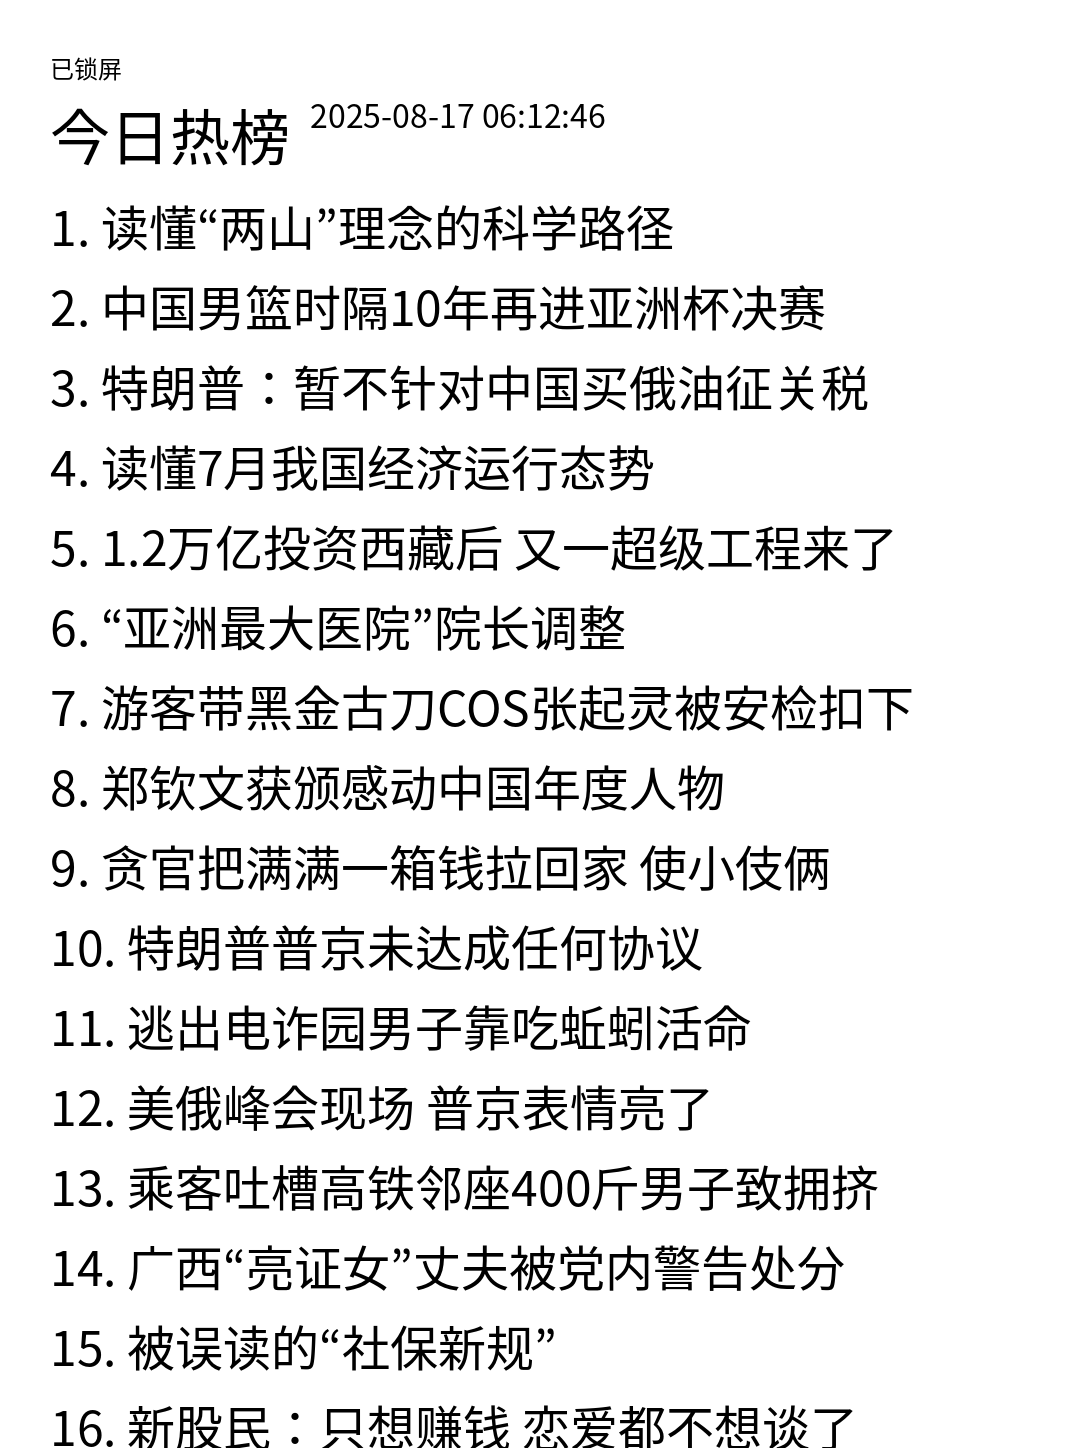 已锁屏
今日热榜 2025-08-17 06:12:46
1. 读懂“两山”理念的科学路径
2. 中国男篮时隔10年再进亚洲杯决赛
3. 特朗普：暂不针对中国买俄油征关税
4. 读懂7月我国经济运行态势
5. 1.2万亿投资西藏后 又一超级工程来了
6. “亚洲最大医院”院长调整
7. 游客带黑金古刀COS张起灵被安检扣下
8. 郑钦文获颁感动中国年度人物
9. 贪官把满满一箱钱拉回家 使小伎俩
10. 特朗普普京未达成任何协议
11. 逃出电诈园男子靠吃蚯蚓活命
12. 美俄峰会现场 普京表情亮了
13. 乘客吐槽高铁邻座400斤男子致拥挤
14. 广西“亮证女”丈夫被党内警告处分
15. 被误读的“社保新规”
16. 新股民：只想赚钱 恋爱都不想谈了